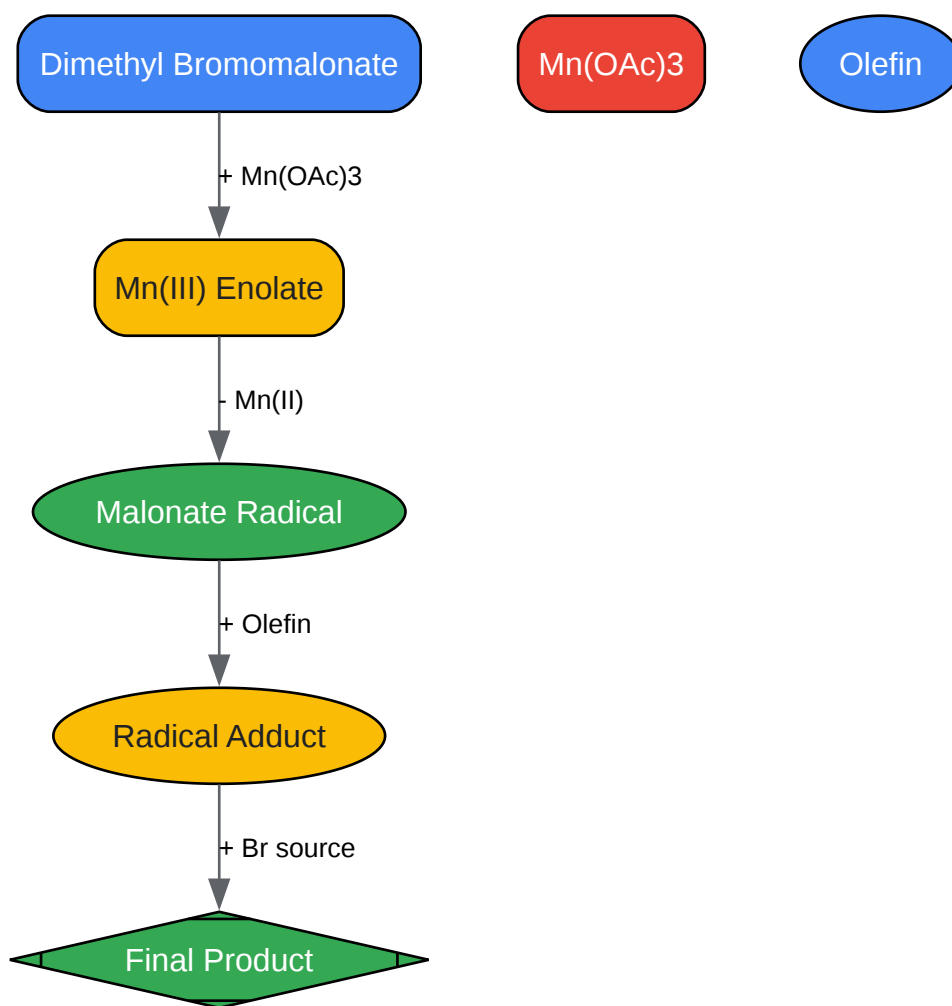 Dimethyl Bromomalonate
Mn(OAc)3
Olefin
+ Mn(OAc)3
Mn(III) Enolate
- Mn(II)
Malonate Radical
+ Olefin
Radical Adduct
+ Br source
Final Product